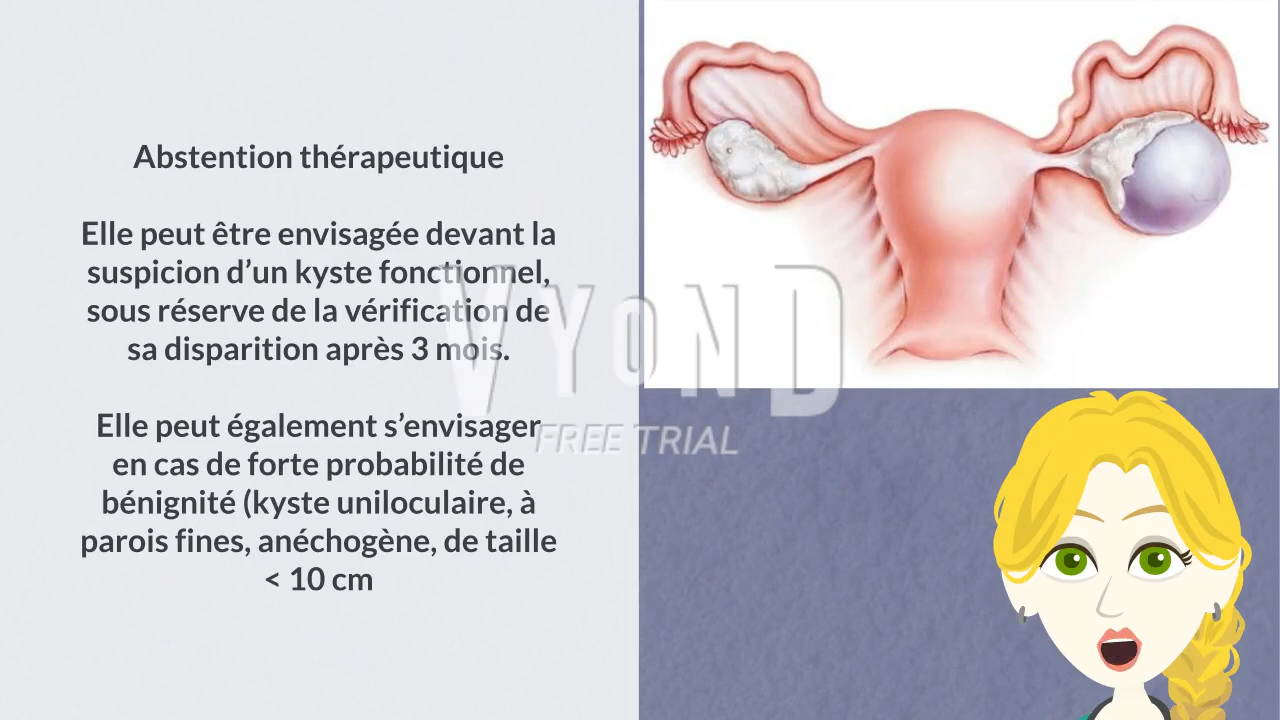 Abstention thérapeutique
Elle peut être envisagée devant la
suspicion d’un kyste fonctionnel,
sous réserve de la vérification de
sa disparition après 3 mois.
Elle peut également s’envisager
en cas de forte probabilité de
bénignité (kyste uniloculaire, à
parois fines, anéchogène, de taille
< 10 cm
VYOND
FREE TRIAL